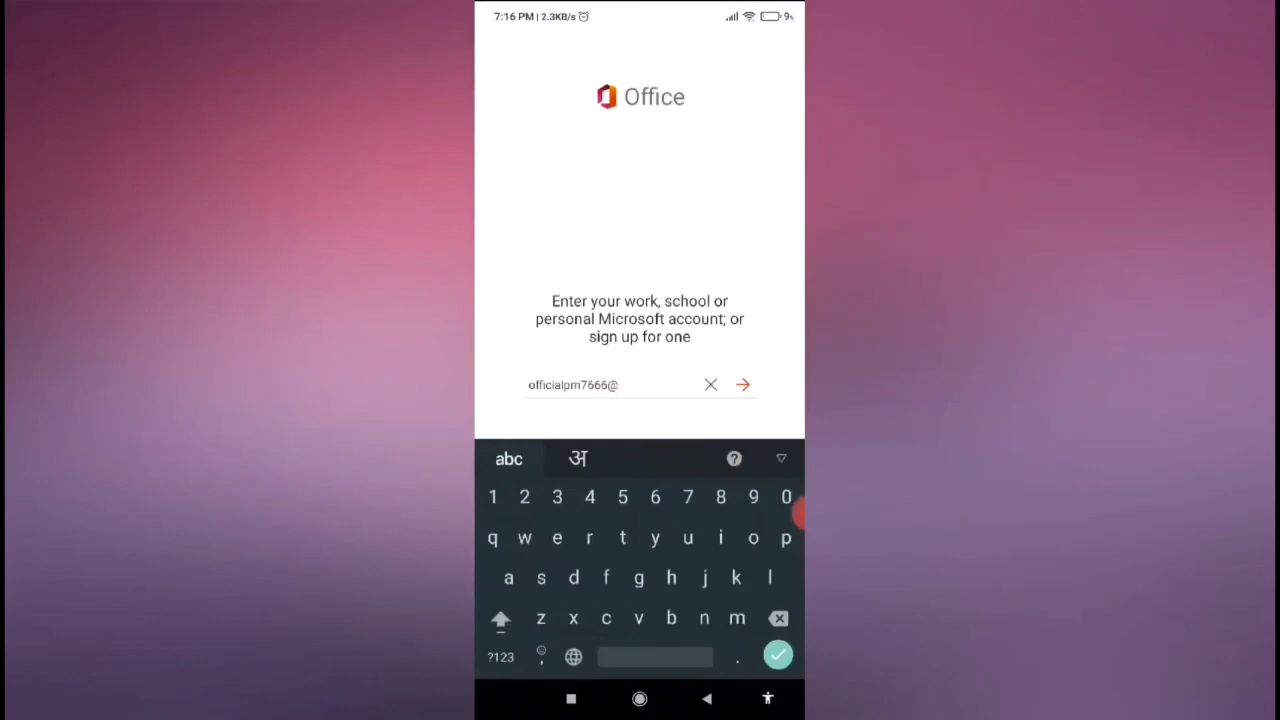 7:16 PM | 2.3KB/s
9%
Office
Enter your work, school or
personal Microsoft account; or
sign up for one
officialpm7666@
abc अ ?
1 2 3 4 5 6 7 8 9 0
q w e r t y u i o p
a s d f g h j k l
z x c v b n m
?123 , .